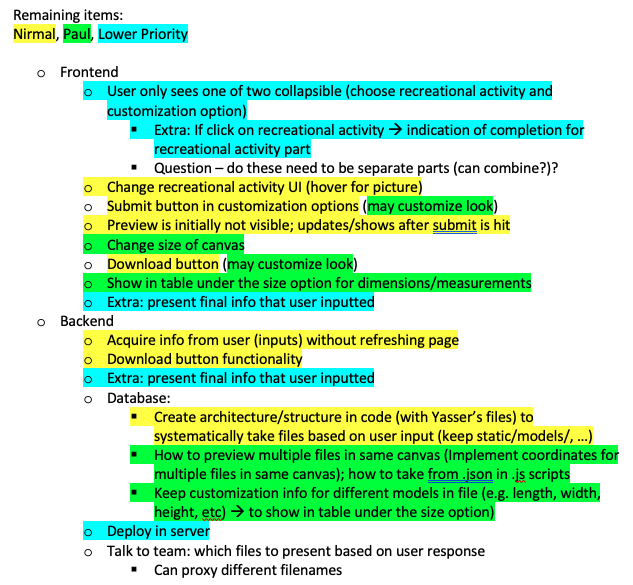 Remaining items:
Nirmal, Paul, Lower Priority
o Frontend
o User only sees one of two collapsible (choose recreational activity and
customization option)
▪ Extra: If click on recreational activity → indication of completion for
recreational activity part
▪ Question – do these need to be separate parts (can combine?)?
o Change recreational activity UI (hover for picture)
o Submit button in customization options (may customize look)
o Preview is initially not visible; updates/shows after submit is hit
o Change size of canvas
o Download button (may customize look)
o Show in table under the size option for dimensions/measurements
o Extra: present final info that user inputted
o Backend
o Acquire info from user (inputs) without refreshing page
o Download button functionality
o Extra: present final info that user inputted
o Database:
▪ Create architecture/structure in code (with Yasser’s files) to
systematically take files based on user input (keep static/models/, …)
▪ How to preview multiple files in same canvas (Implement coordinates for
multiple files in same canvas); how to take from .json in .js scripts
▪ Keep customization info for different models in file (e.g. length, width,
height, etc) → to show in table under the size option)
o Deploy in server
o Talk to team: which files to present based on user response
▪ Can proxy different filenames